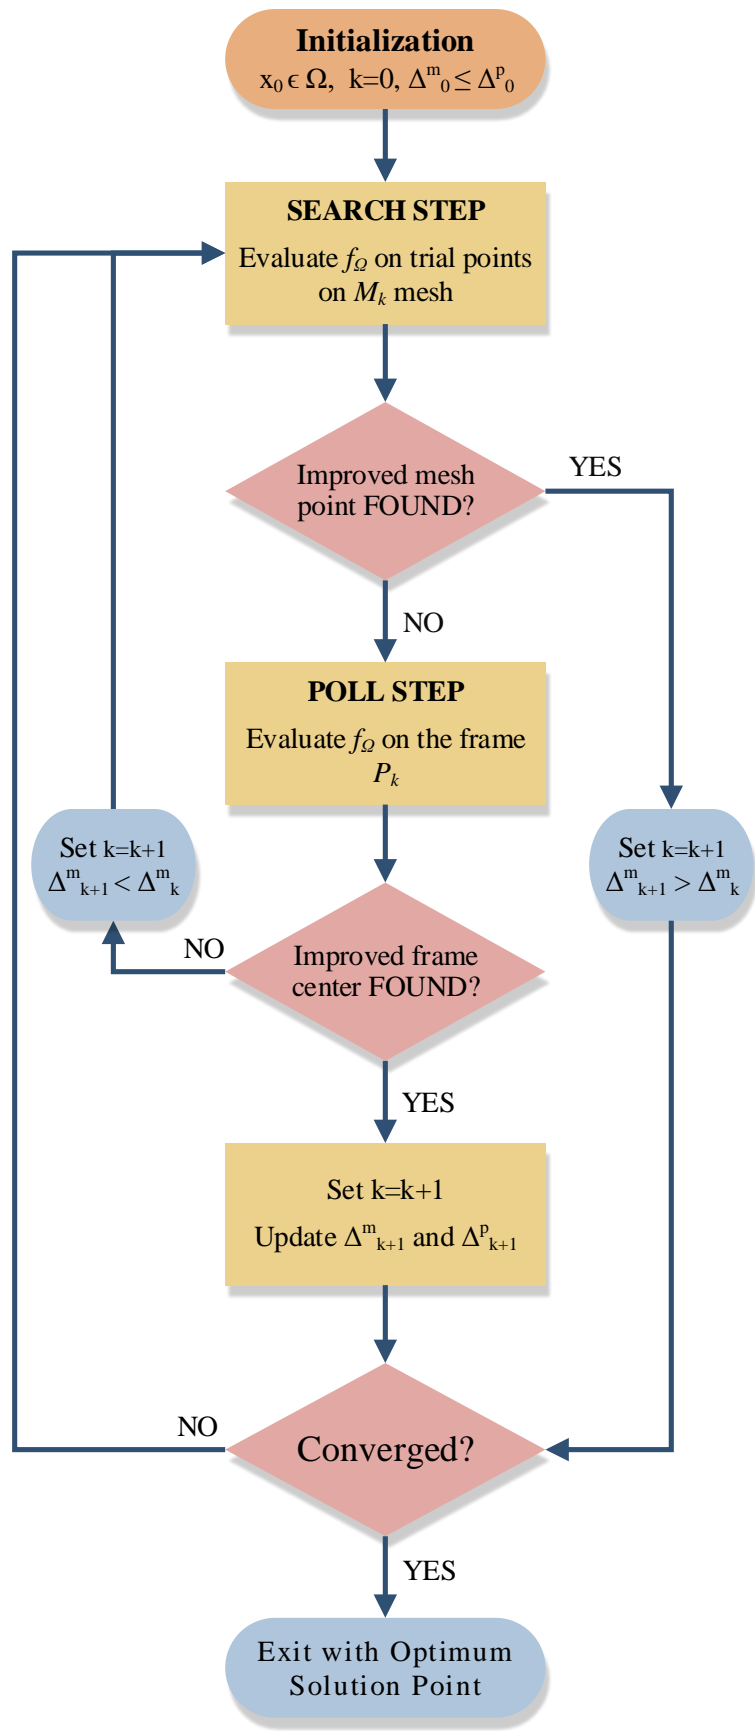 Initialization
x₀ ϵ Ω, k=0, Δᵐ₀ ≤ Δᵖ₀
SEARCH STEP
Evaluate f_Ω on trial points
on Mₖ mesh
Improved mesh
point FOUND?
YES
NO
POLL STEP
Evaluate f_Ω on the frame
Pₖ
Set k=k+1
Δᵐₖ₊₁ < Δᵐₖ
Set k=k+1
Δᵐₖ₊₁ > Δᵐₖ
NO
Improved frame
center FOUND?
YES
Set k=k+1
Update Δᵐₖ₊₁ and Δᵖₖ₊₁
NO
Converged?
YES
Exit with Optimum
Solution Point